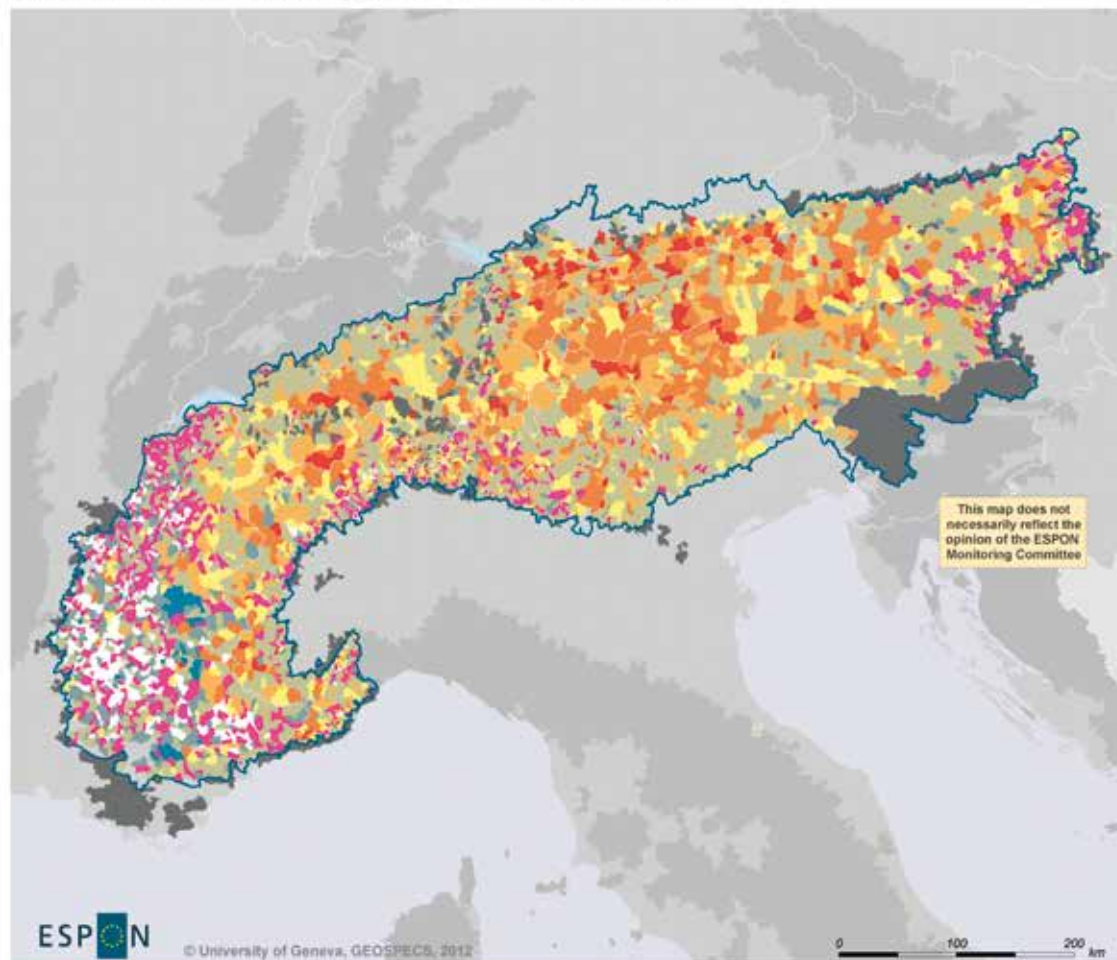 This map does not
necessarily reflect the
opinion of the ESPON
Monitoring Committee
ESPON
© University of Geneva, GEOSPECS, 2012
0 100 200
km